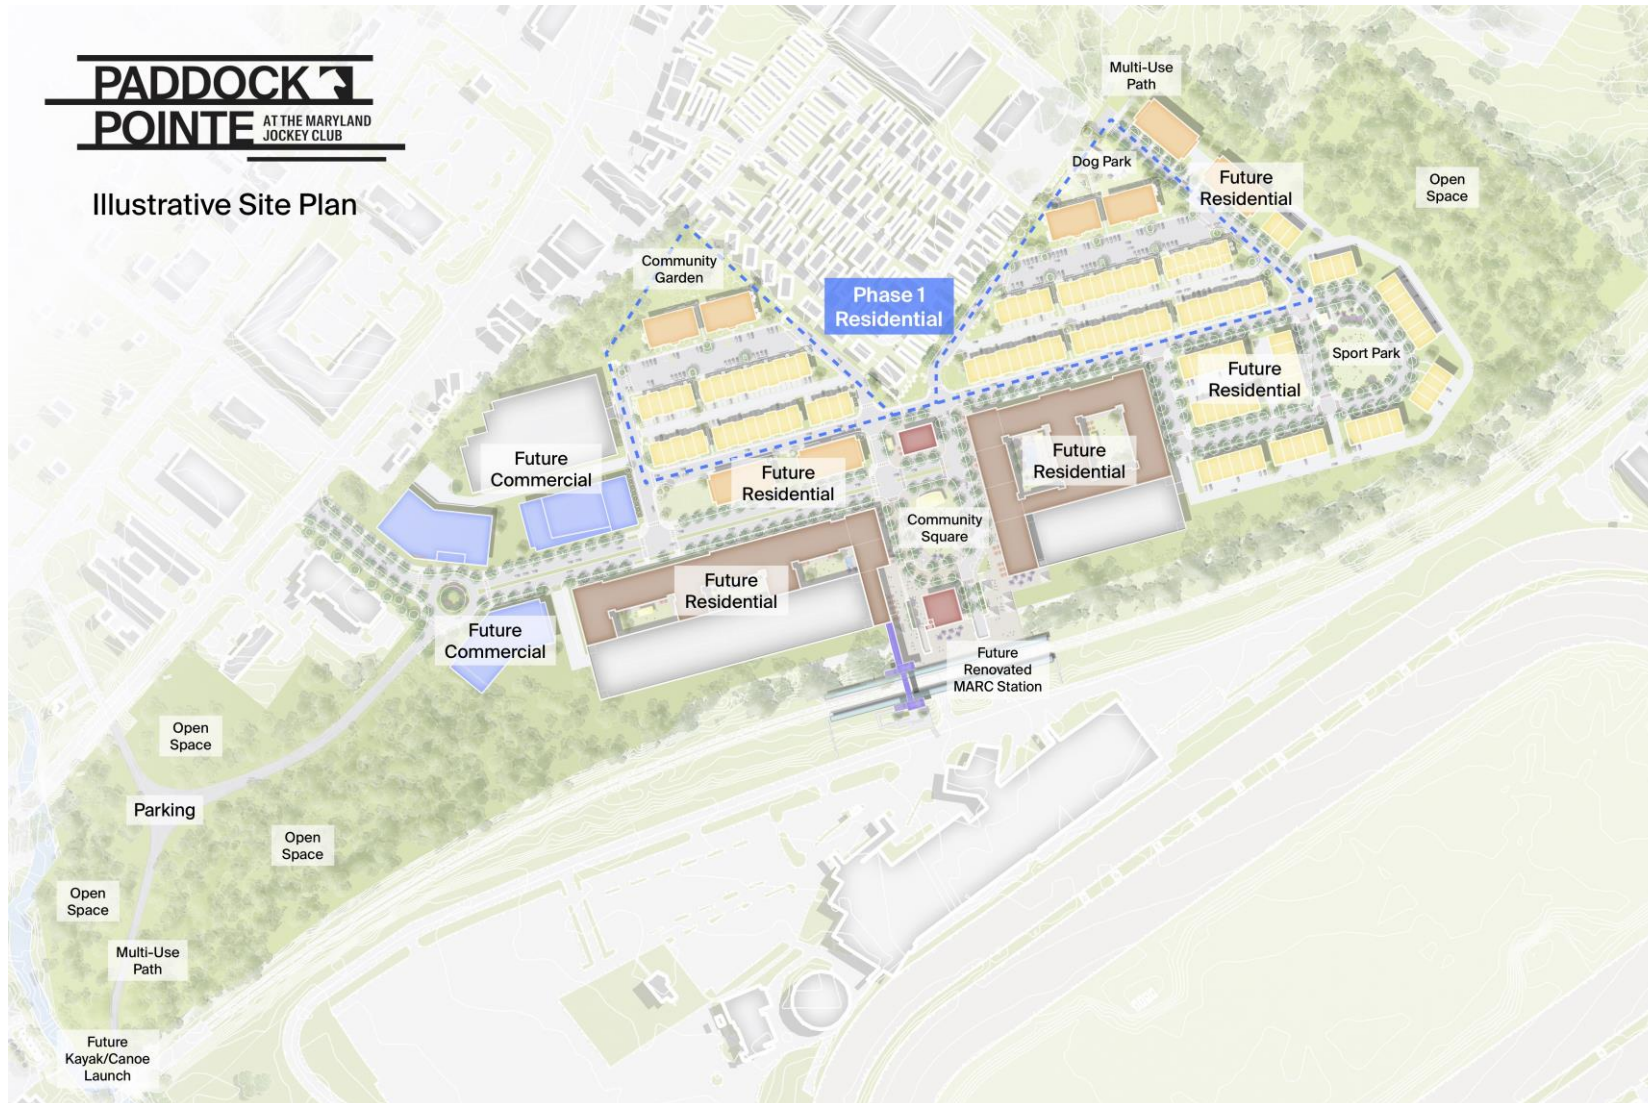 PADDOCK
POINTE
AT THE MARYLAND
JOCKEY CLUB
Illustrative Site Plan
Multi-Use
Path
Dog Park
Future
Residential
Open
Space
Community
Garden
Phase 1
Residential
Sport Park
Future
Residential
Future
Commercial
Future
Residential
Future
Residential
Community
Square
Future
Residential
Future
Commercial
Future
Renovated
MARC Station
Open
Space
Parking
Open
Space
Open
Space
Multi-Use
Path
Future
Kayak/Canoe
Launch